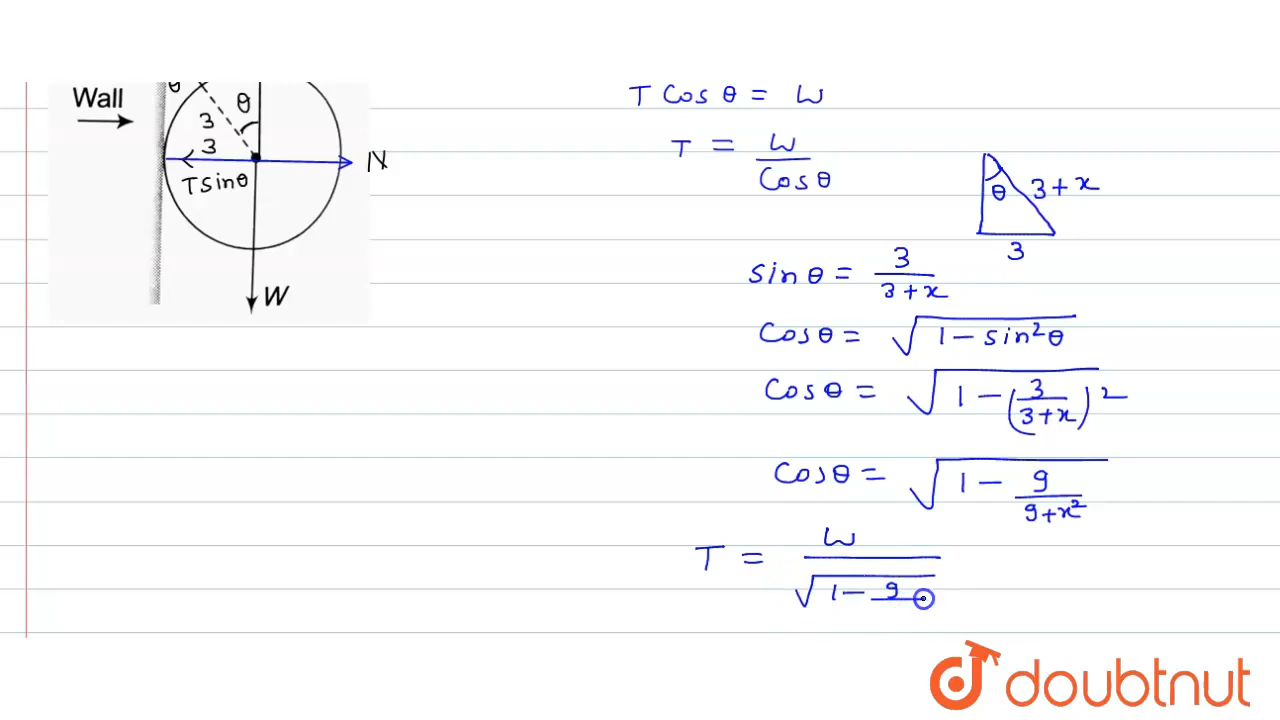 Wall
θ
θ
3
3
T sinθ
N
W
T Cos θ = W
T = W / Cos θ
θ
3+x
3
sin θ = 3 / 3+x
Cos θ = √1 − sin²θ
Cos θ = √1 − (3 / 3+x)²
Cos θ = √1 − 9 / 9+x²
T = W / √1 − 9
doubtnut